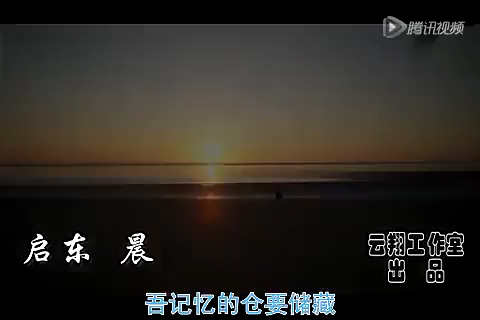 腾讯视频
启东 晨
云翔工作室
出 品
吾记忆的仓要储藏